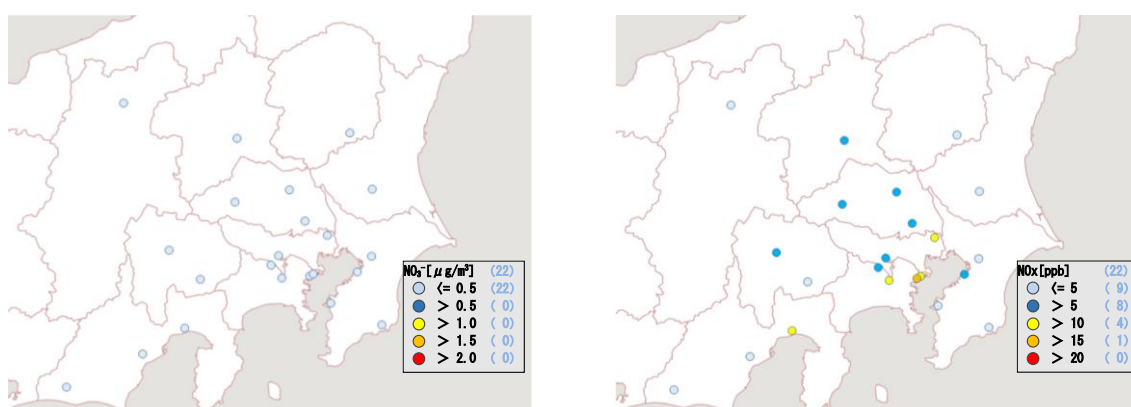 NO₃⁻[μg/m³] (22)
<= 0.5 (22)
> 0.5 ( 0)
> 1.0 ( 0)
> 1.5 ( 0)
> 2.0 ( 0)
NOx[ppb] (22)
<= 5 ( 9)
> 5 ( 8)
> 10 ( 4)
> 15 ( 1)
> 20 ( 0)